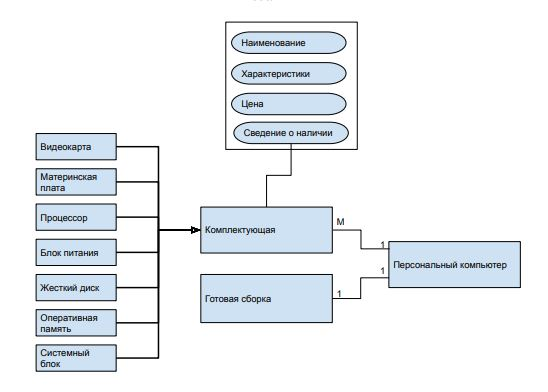 Наименование
Характеристики
Цена
Сведение о наличии
Видеокарта
Материнская
плата
Процессор
Блок питания
Жесткий диск
Оперативная
память
Системный
блок
Комплектующая
M
1
Готовая сборка
1
1
Персональный компьютер